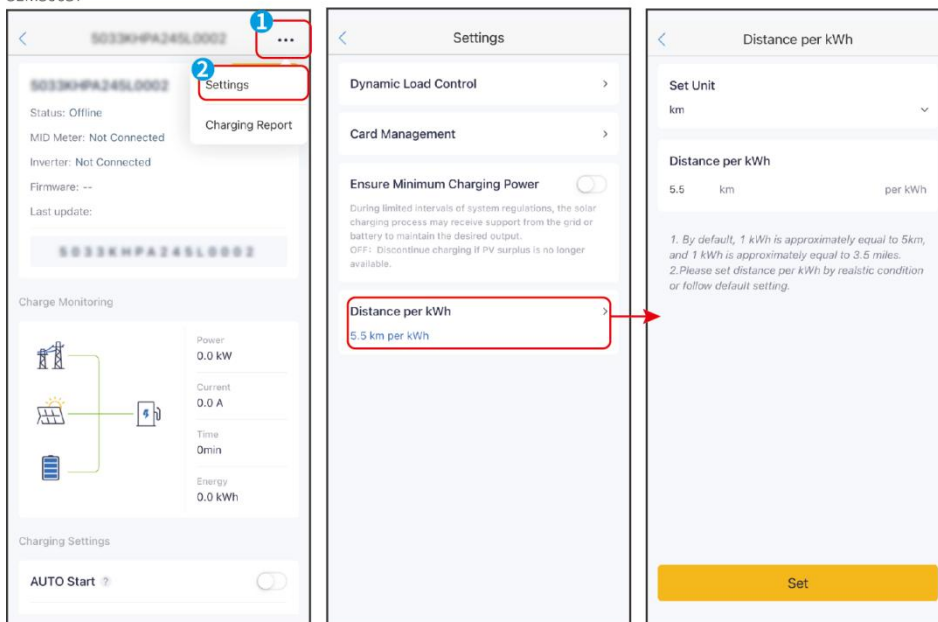 5033KHPA245L0002
1
...
2
5033KHPA245L0002
Settings
Charging Report
Status: Offline
MID Meter: Not Connected
Inverter: Not Connected
Firmware: --
Last update:
5033KHPA245L0002
Charge Monitoring
Power
0.0 kW
Current
0.0 A
Time
0min
Energy
0.0 kWh
Charging Settings
AUTO Start ?
Settings
Dynamic Load Control
Card Management
Ensure Minimum Charging Power
During limited intervals of system regulations, the solar
charging process may receive support from the grid or
battery to maintain the desired output.
OFF: Discontinue charging if PV surplus is no longer
available.
Distance per kWh
5.5 km per kWh
Distance per kWh
Set Unit
km
Distance per kWh
5.5 km per kWh
1. By default, 1 kWh is approximately equal to 5km,
and 1 kWh is approximately equal to 3.5 miles.
2.Please set distance per kWh by realstic condition
or follow default setting.
Set